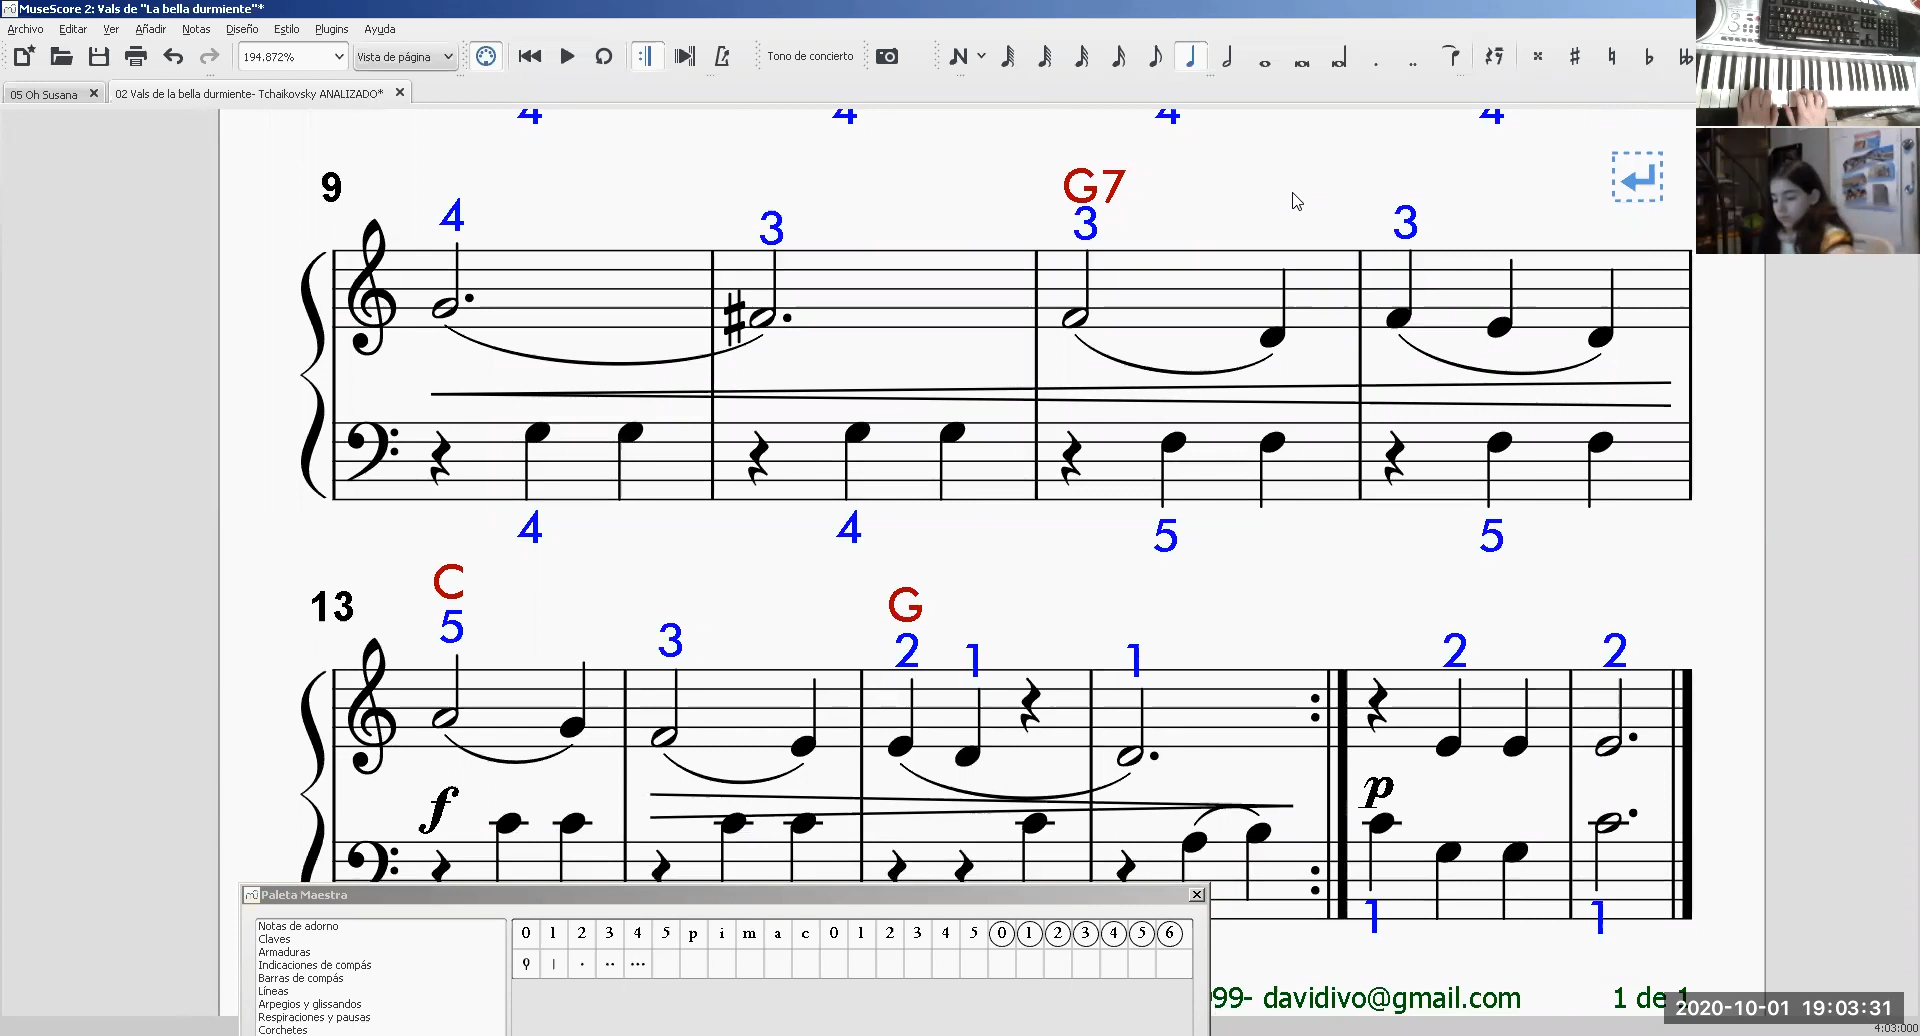 MuseScore 2: Vals de "La bella durmiente"*
Archivo Editar Ver Añadir Notas Diseño Estilo Plugins Ayuda
194.872% Vista de página Tono de concierto
05 Oh Susana 02 Vals de la bella durmiente- Tchaikovsky ANALIZADO*
4 4 4 4
9
G7
4 3 3 3
4 4 5 5
13
C G
5 3 2 1 1 2 2
f p
1 1
Paleta Maestra
Notas de adorno
Claves
Armaduras
Indicaciones de compás
Barras de compás
Líneas
Arpegios y glissandos
Respiraciones y pausas
Corchetes
0 1 2 3 4 5 p i m a c 0 1 2 3 4 5 0 1 2 3 4 5 6
999- davidivo@gmail.com 1 de 1
2020-10-01 19:03:31
4:03:000